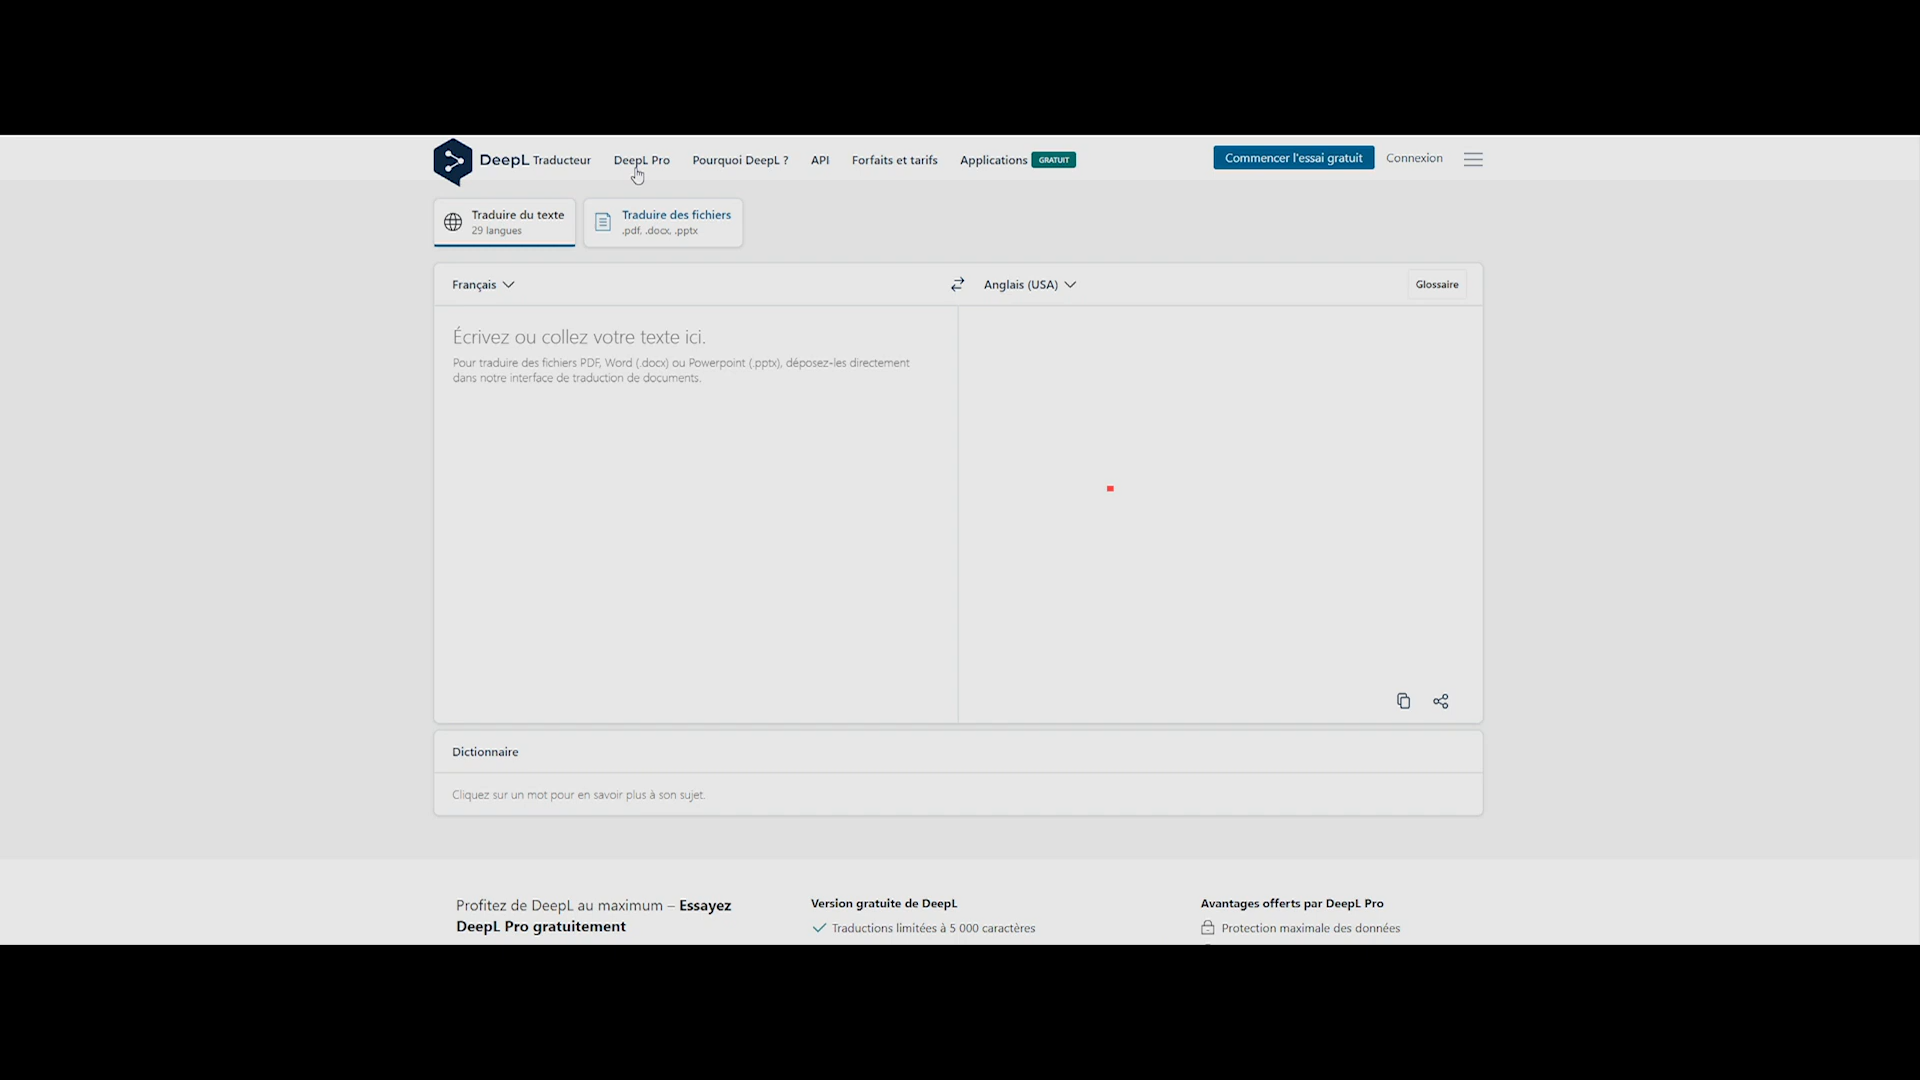 DeepL Traducteur DeepL Pro Pourquoi DeepL ? API Forfaits et tarifs Applications GRATUIT Commencer l'essai gratuit Connexion
Traduire du texte
29 langues
Traduire des fichiers
.pdf, .docx, .pptx
Français
Anglais (USA)
Glossaire
Écrivez ou collez votre texte ici.
Pour traduire des fichiers PDF, Word (.docx) ou Powerpoint (.pptx), déposez-les directement
dans notre interface de traduction de documents.
Dictionnaire
Cliquez sur un mot pour en savoir plus à son sujet.
Profitez de DeepL au maximum – Essayez
DeepL Pro gratuitement
Version gratuite de DeepL
Traductions limitées à 5 000 caractères
Avantages offerts par DeepL Pro
Protection maximale des données